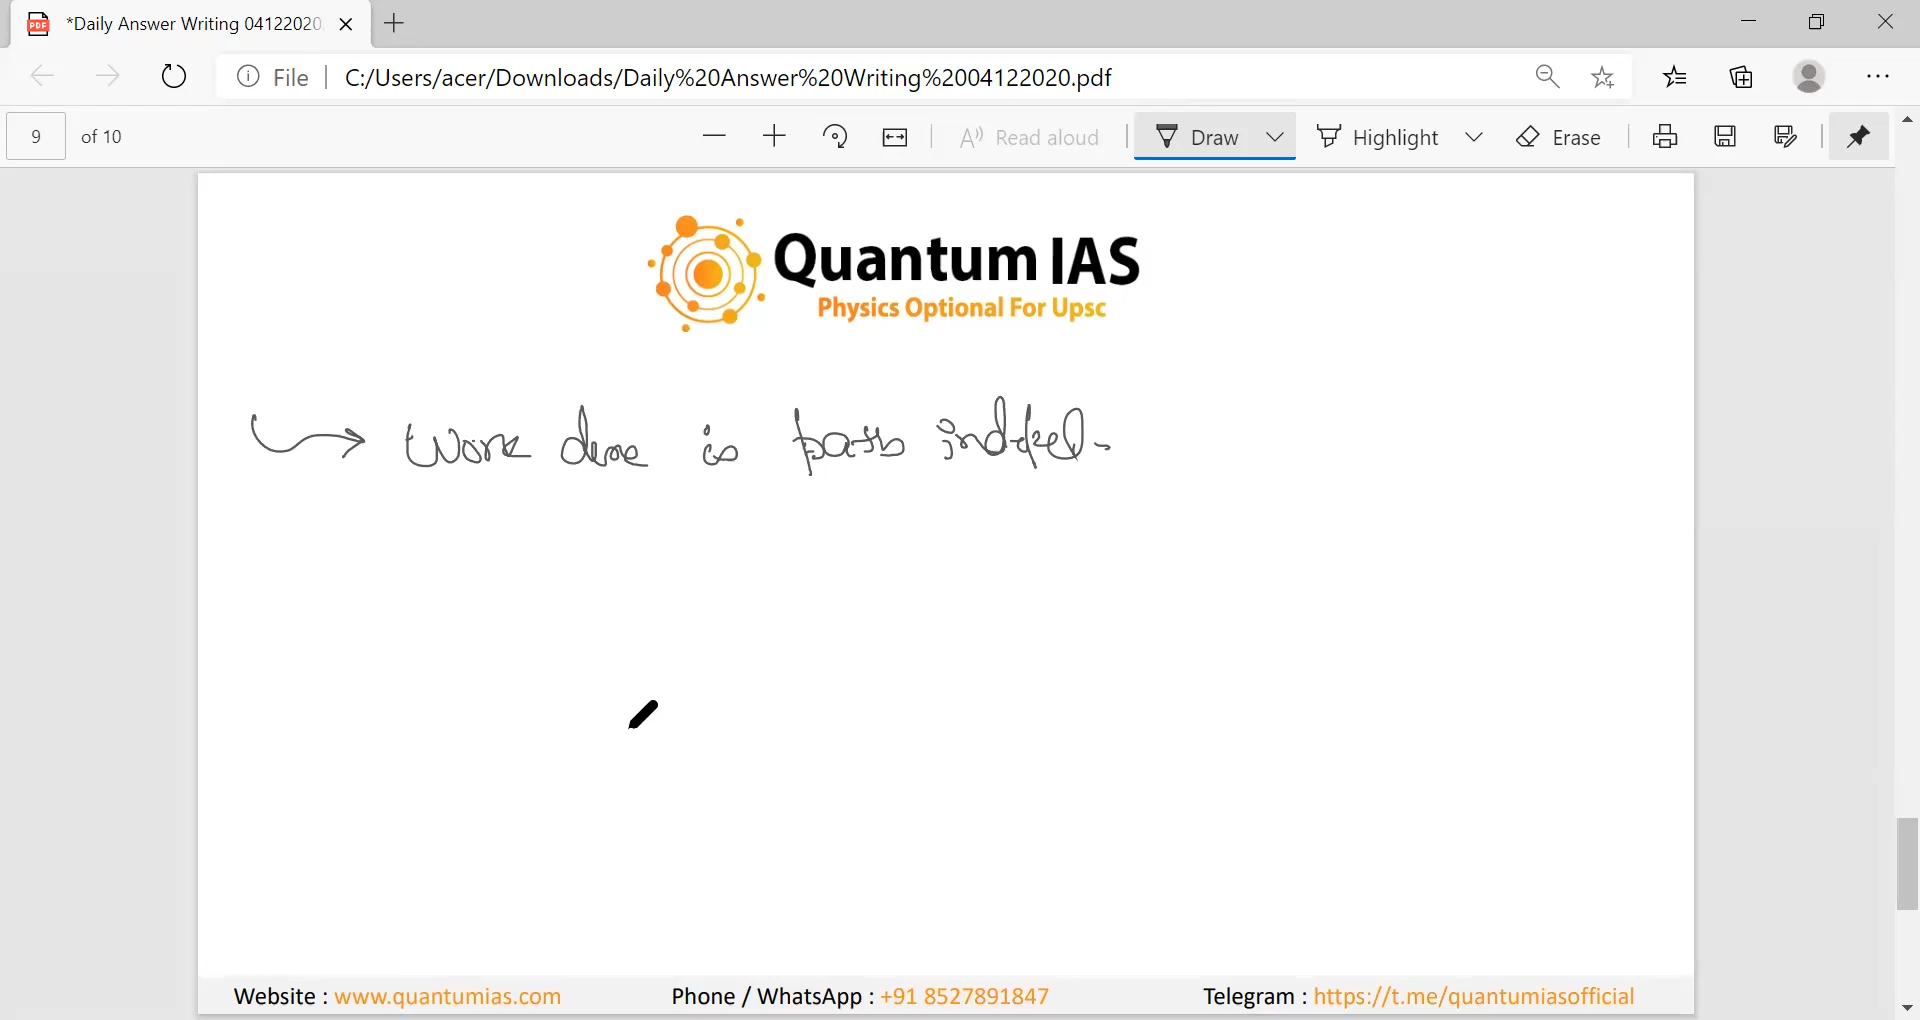 *Daily Answer Writing 04122020.
File
C:/Users/acer/Downloads/Daily%20Answer%20Writing%2004122020.pdf
9 of 10
Read aloud
Draw
Highlight
Erase
Quantum IAS
Physics Optional For Upsc
Work done is path
Website : www.quantumias.com
Phone / WhatsApp : +91 8527891847
Telegram : https://t.me/quantumiasofficial